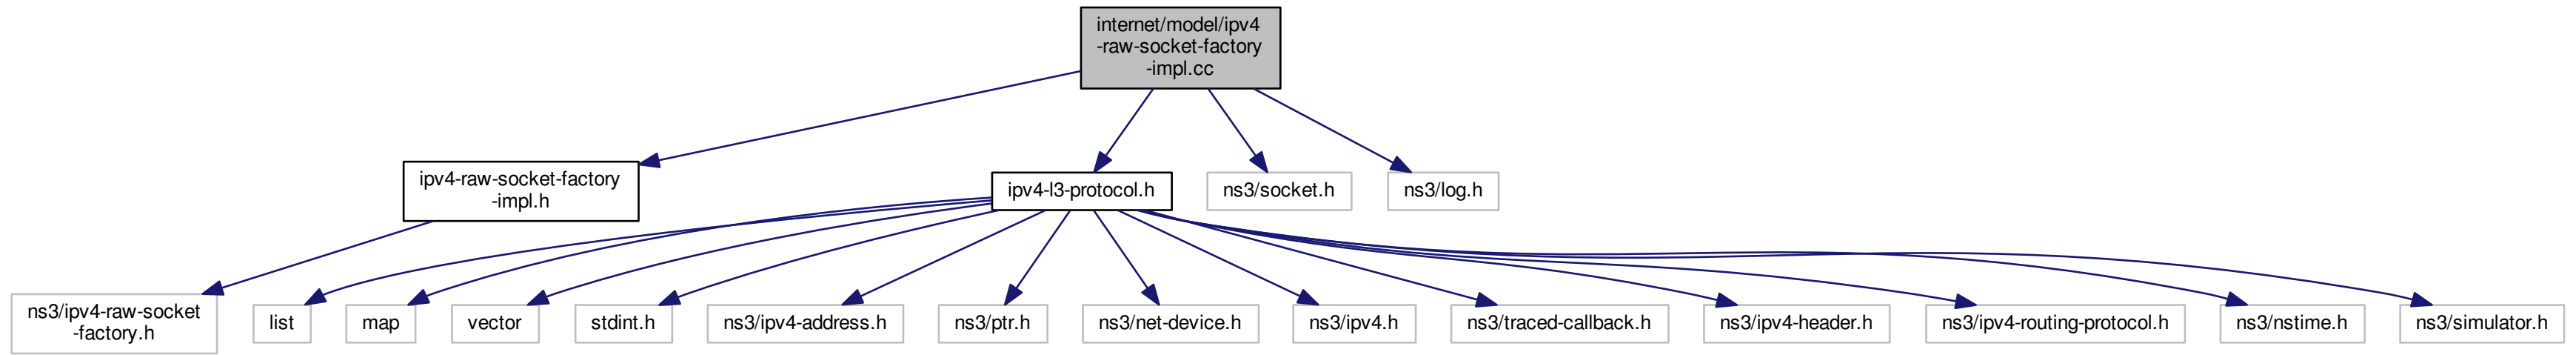 internet/model/ipv4
-raw-socket-factory
-impl.cc
ipv4-raw-socket-factory
-impl.h
ipv4-l3-protocol.h
ns3/socket.h
ns3/log.h
ns3/ipv4-raw-socket
-factory.h
list
map
vector
stdint.h
ns3/ipv4-address.h
ns3/ptr.h
ns3/net-device.h
ns3/ipv4.h
ns3/traced-callback.h
ns3/ipv4-header.h
ns3/ipv4-routing-protocol.h
ns3/nstime.h
ns3/simulator.h